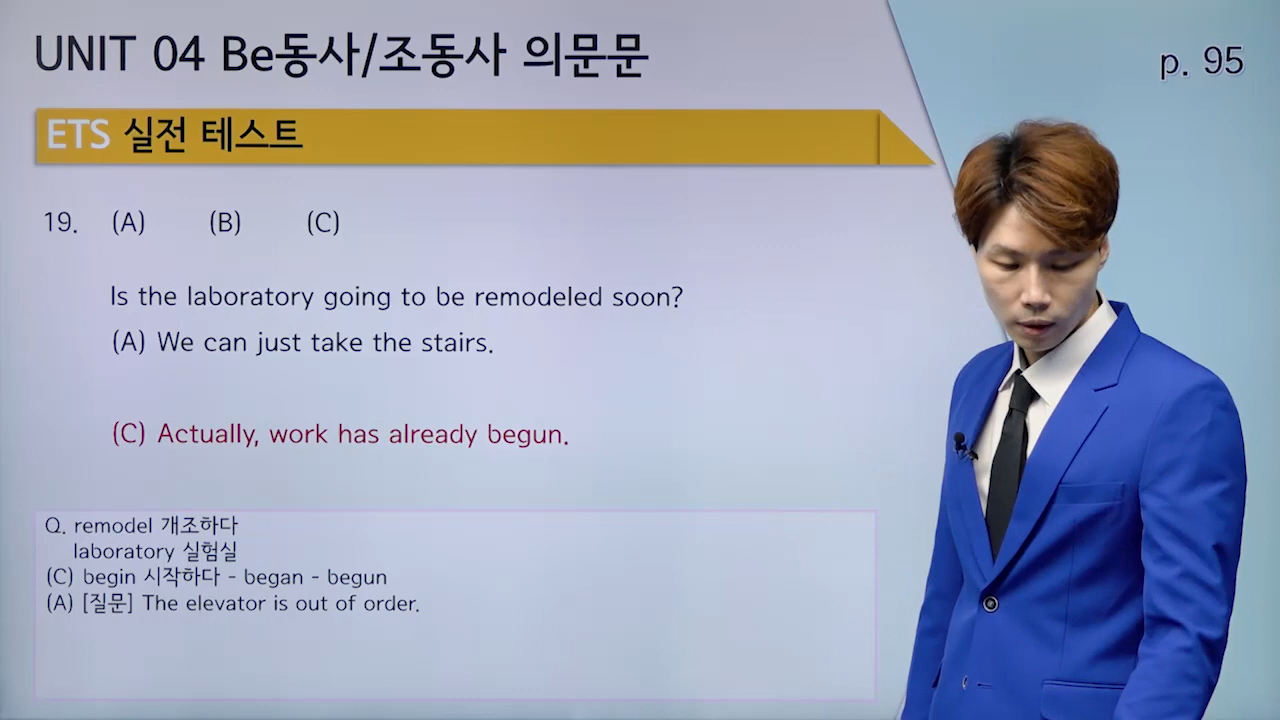 UNIT 04 Be동사/조동사 의문문
p. 95
ETS 실전 테스트
19. (A) (B) (C)
Is the laboratory going to be remodeled soon?
(A) We can just take the stairs.
(C) Actually, work has already begun.
Q. remodel 개조하다
laboratory 실험실
(C) begin 시작하다 - began - begun
(A) [질문] The elevator is out of order.